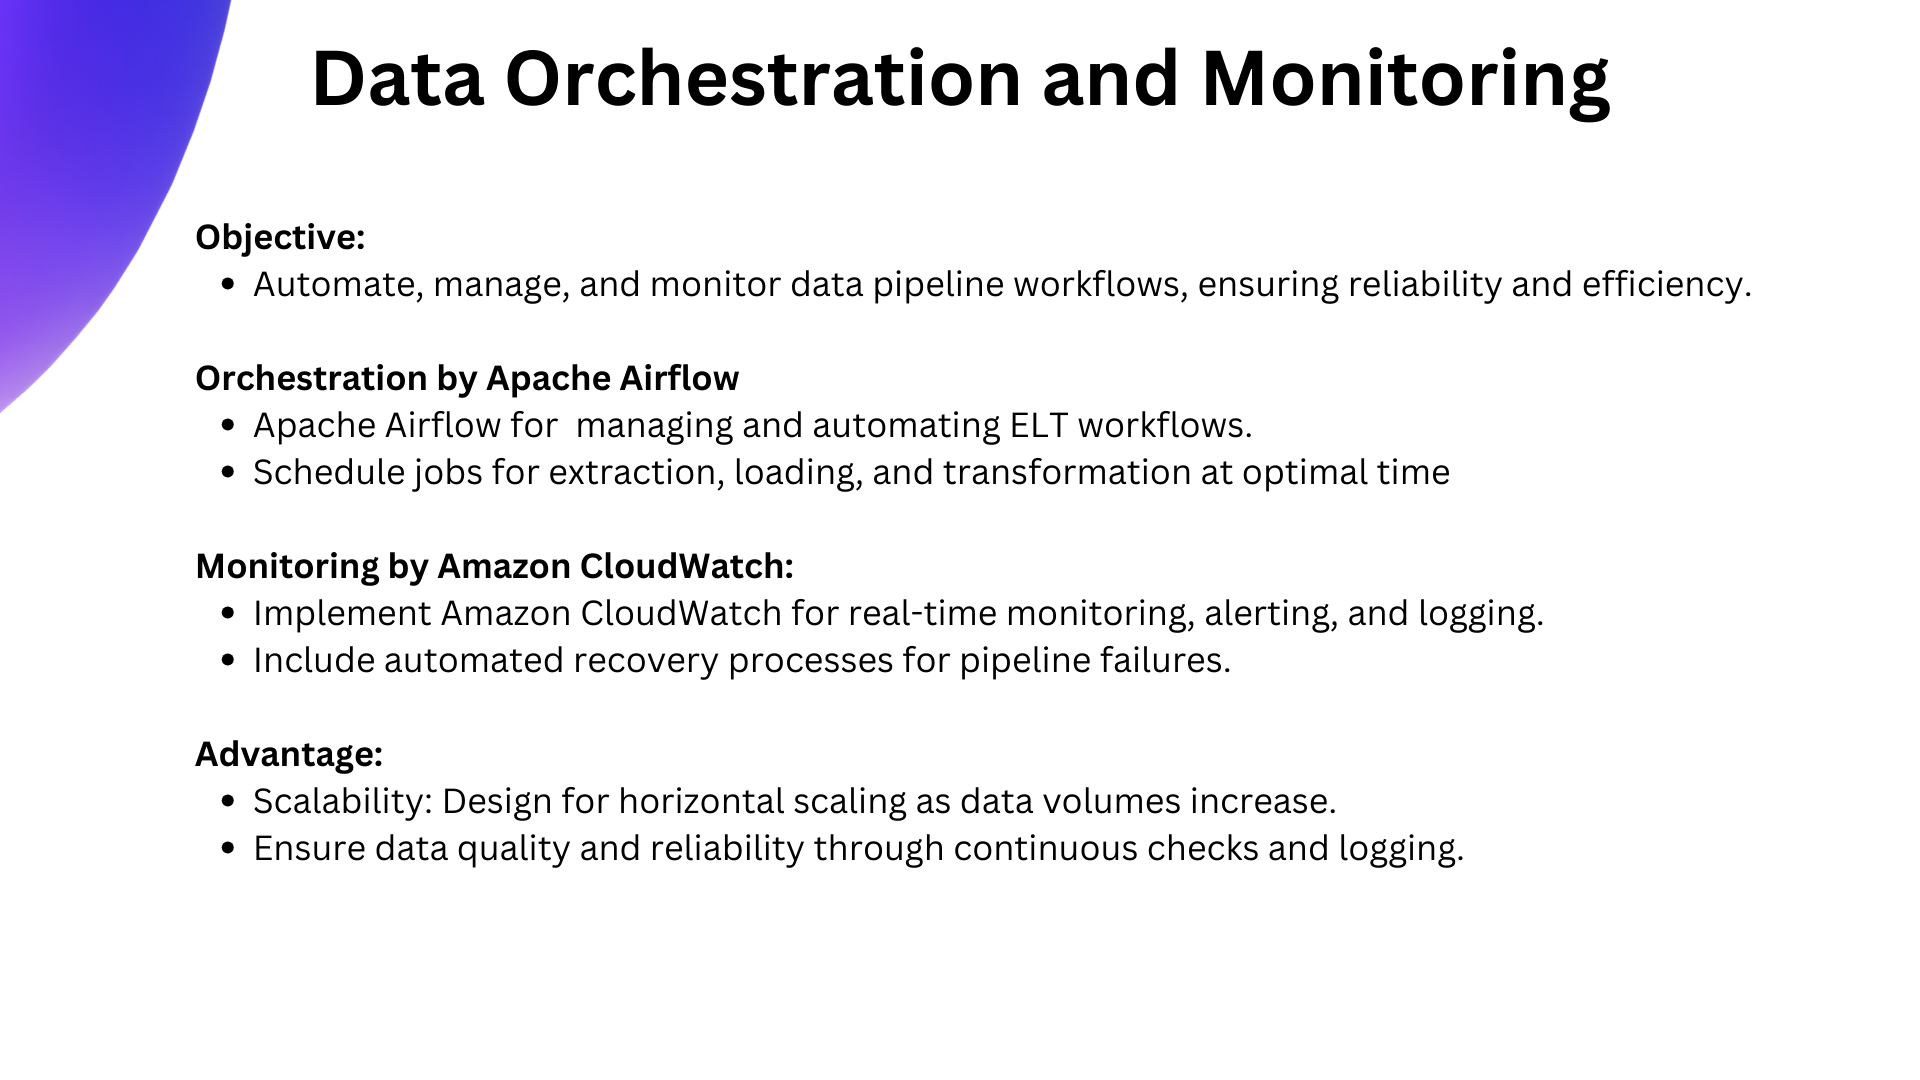 Data Orchestration and Monitoring
Objective:
• Automate, manage, and monitor data pipeline workflows, ensuring reliability and efficiency.
Orchestration by Apache Airflow
• Apache Airflow for  managing and automating ELT workflows.
• Schedule jobs for extraction, loading, and transformation at optimal time
Monitoring by Amazon CloudWatch:
• Implement Amazon CloudWatch for real-time monitoring, alerting, and logging.
• Include automated recovery processes for pipeline failures.
Advantage:
• Scalability: Design for horizontal scaling as data volumes increase.
• Ensure data quality and reliability through continuous checks and logging.